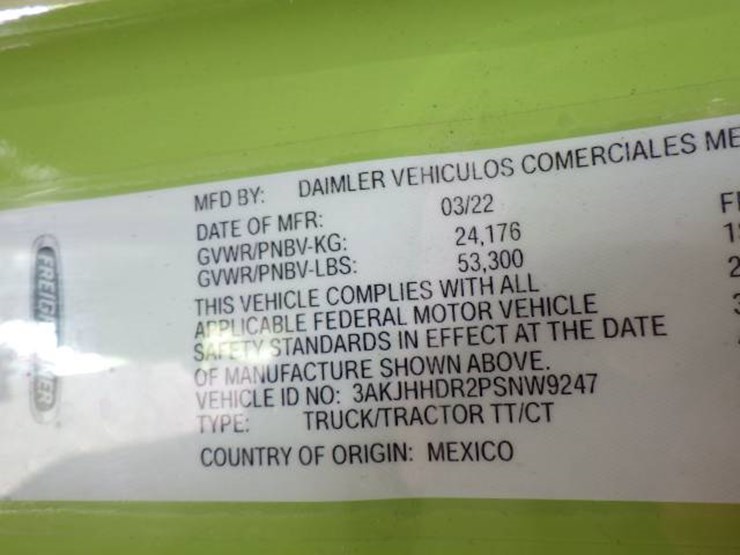 MFD BY: DAIMLER VEHICULOS COMERCIALES ME
DATE OF MFR: 03/22
GVWR/PNBV-KG: 24,176
GVWR/PNBV-LBS: 53,300
THIS VEHICLE COMPLIES WITH ALL
APPLICABLE FEDERAL MOTOR VEHICLE
SAFETY STANDARDS IN EFFECT AT THE DATE
OF MANUFACTURE SHOWN ABOVE.
VEHICLE ID NO: 3AKJHHDR2PSNW9247
TYPE: TRUCK/TRACTOR TT/CT
COUNTRY OF ORIGIN: MEXICO
FREIGHTLINER